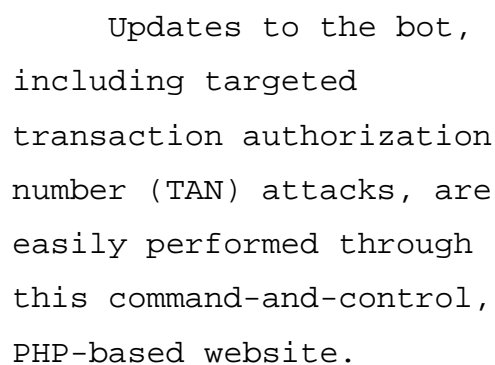 Updates to the bot,
including targeted
transaction authorization
number (TAN) attacks, are
easily performed through
this command-and-control,
PHP-based website.